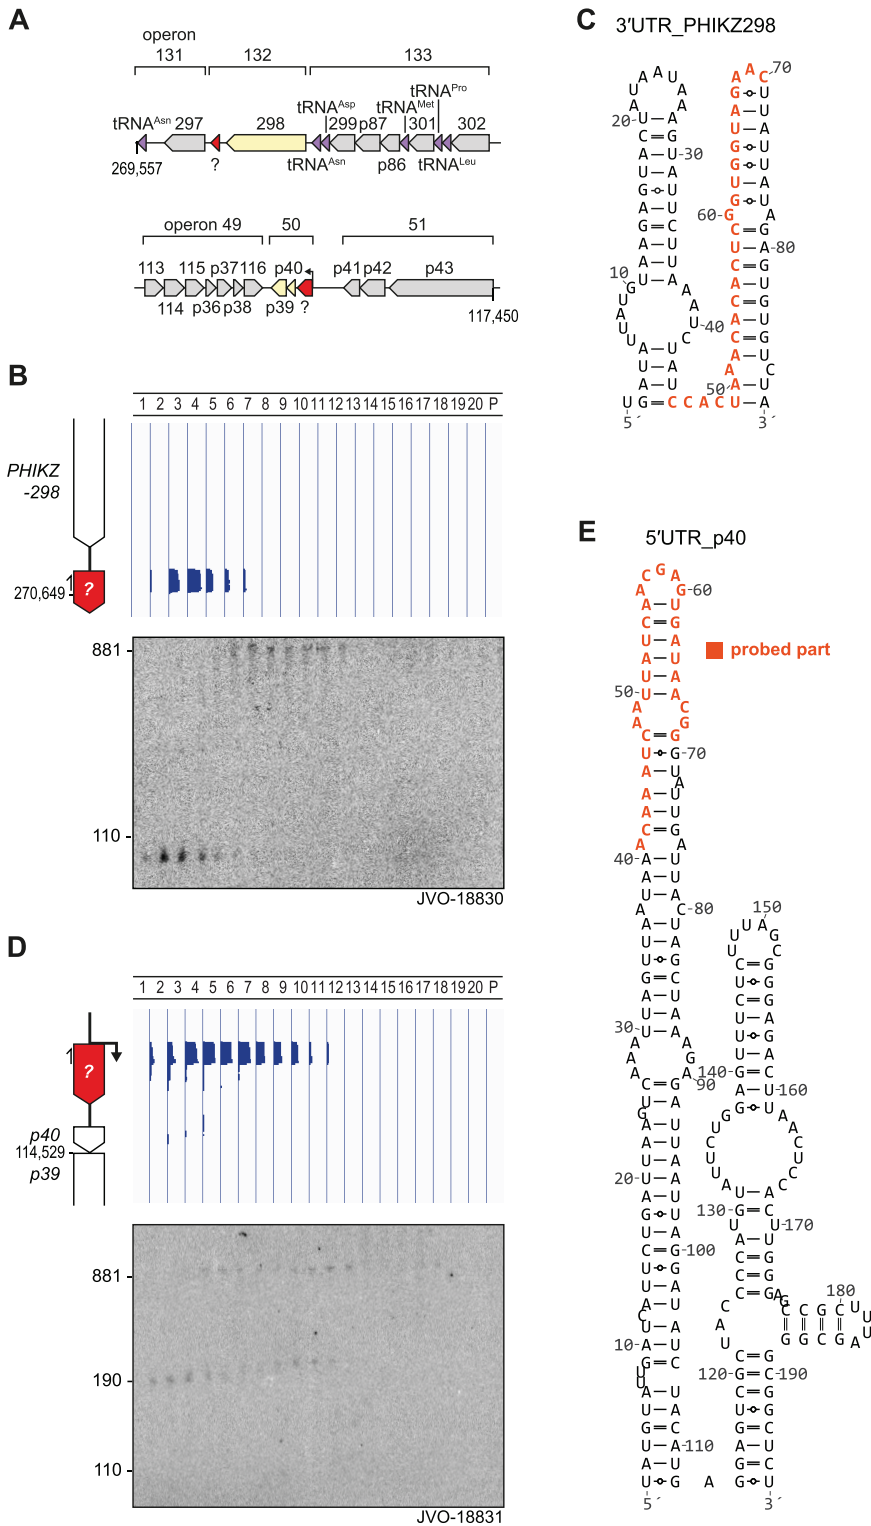 A
operon
131 132 133
tRNAPro
tRNAAsp tRNAMet
tRNAAsn 297 298 299 p87 301 302
? tRNAAsn p86 tRNALeu
269,557
operon 49 50 51
113 115 p37 116 p40 p41 p42 p43
114 p36 p38 p39 ?
117,450
B
1 2 3 4 5 6 7 8 9 10 11 12 13 14 15 16 17 18 19 20 P
PHIKZ
-298
270,649
?
881
110
JVO-18830
C
3′UTR_PHIKZ298
70
20
30
60
80
10
40
50
5´
3´
D
1 2 3 4 5 6 7 8 9 10 11 12 13 14 15 16 17 18 19 20 P
?
p40
114,529
p39
881
190
110
JVO-18831
E
5′UTR_p40
60
probed part
50
70
40
80
150
30
140
90
160
20
130
170
100
180
10
120
190
110
5´
3´